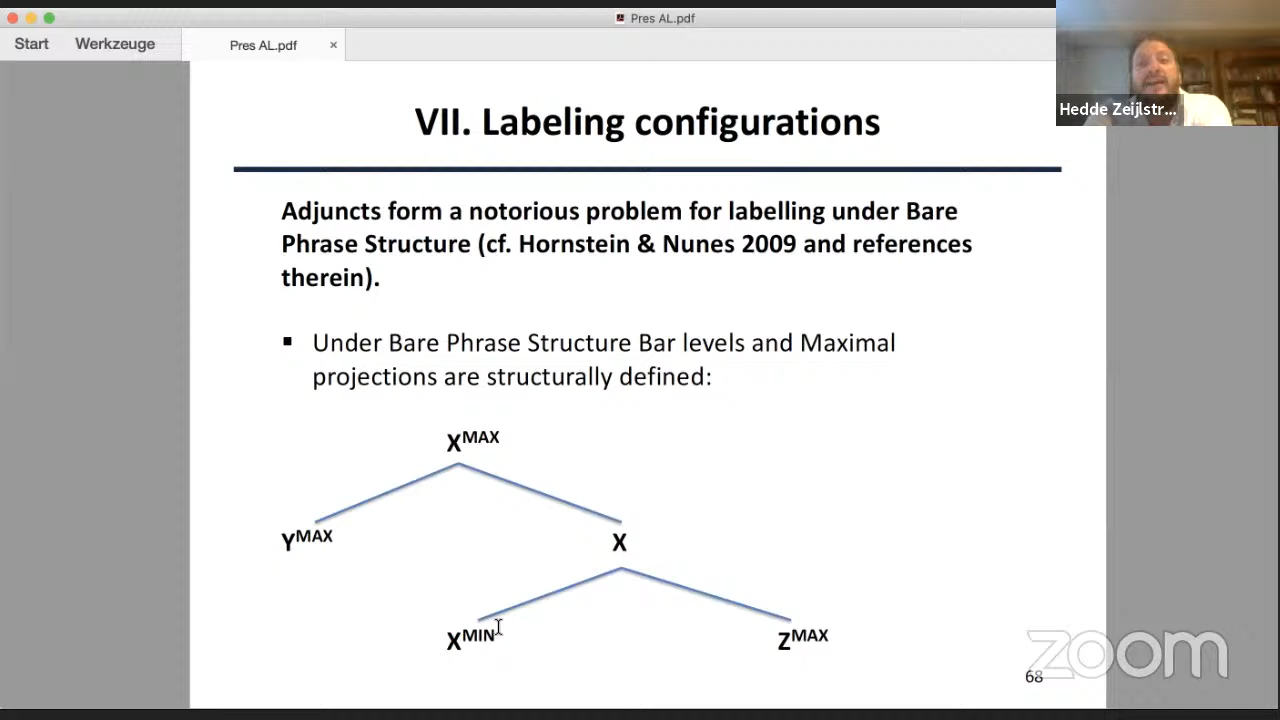 Pres AL.pdf
Start Werkzeuge Pres AL.pdf ×
Hedde Zeijlstr...
VII. Labeling configurations
Adjuncts form a notorious problem for labelling under Bare
Phrase Structure (cf. Hornstein & Nunes 2009 and references
therein).
▪ Under Bare Phrase Structure Bar levels and Maximal
projections are structurally defined:
XMAX
YMAX X
XMIN ZMAX
zoom
68